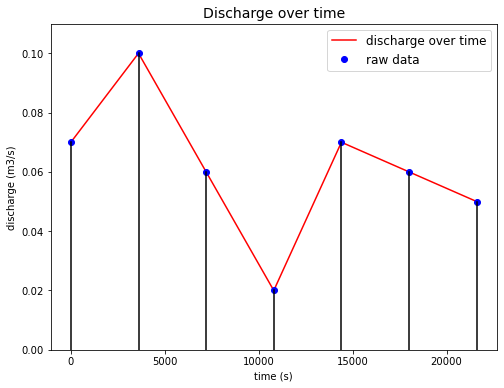 Discharge over time
discharge over time
raw data
discharge (m3/s)
0.10
0.08
0.06
0.04
0.02
0.00
0
5000
10000
15000
20000
time (s)